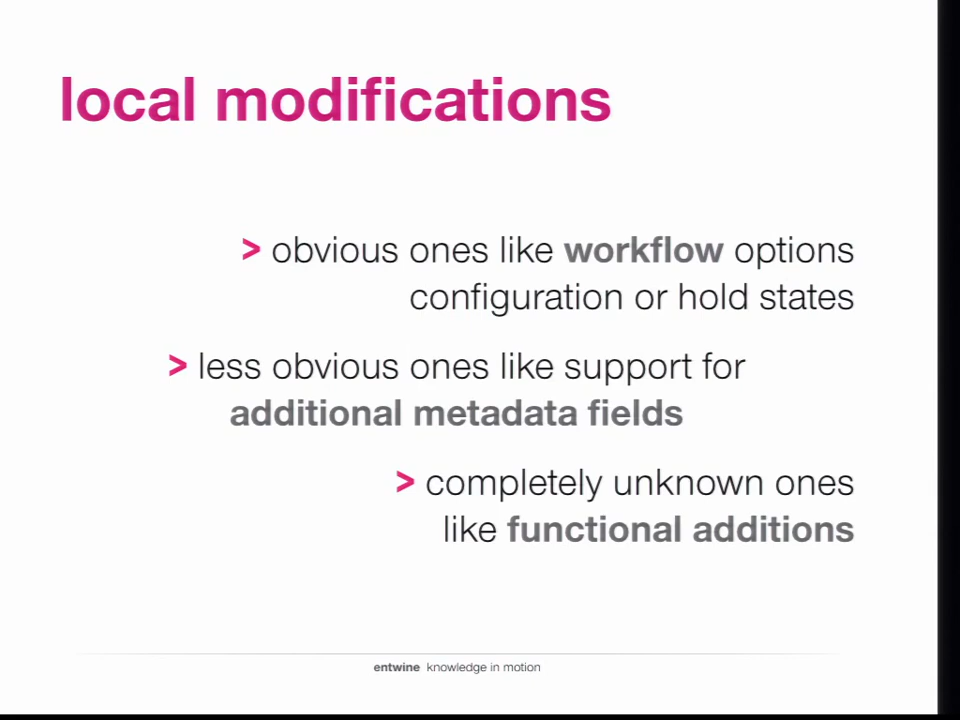 local modifications
> obvious ones like workflow options
configuration or hold states
> less obvious ones like support for
additional metadata fields
> completely unknown ones
like functional additions
entwine knowledge in motion